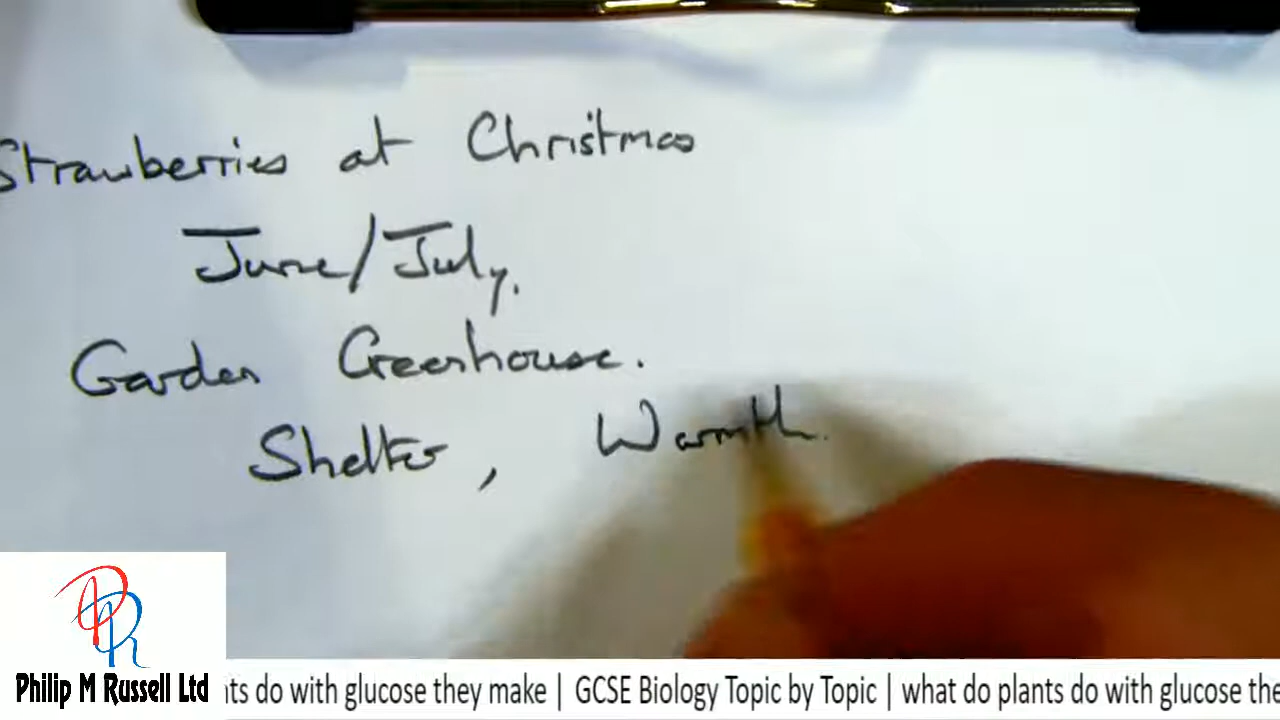 Strawberries at Christmas
June/July.
Garden Greenhouse.
Shelter, Warmth.
Philip M Russell Ltd
nts do with glucose they make | GCSE Biology Topic by Topic | what do plants do with glucose the